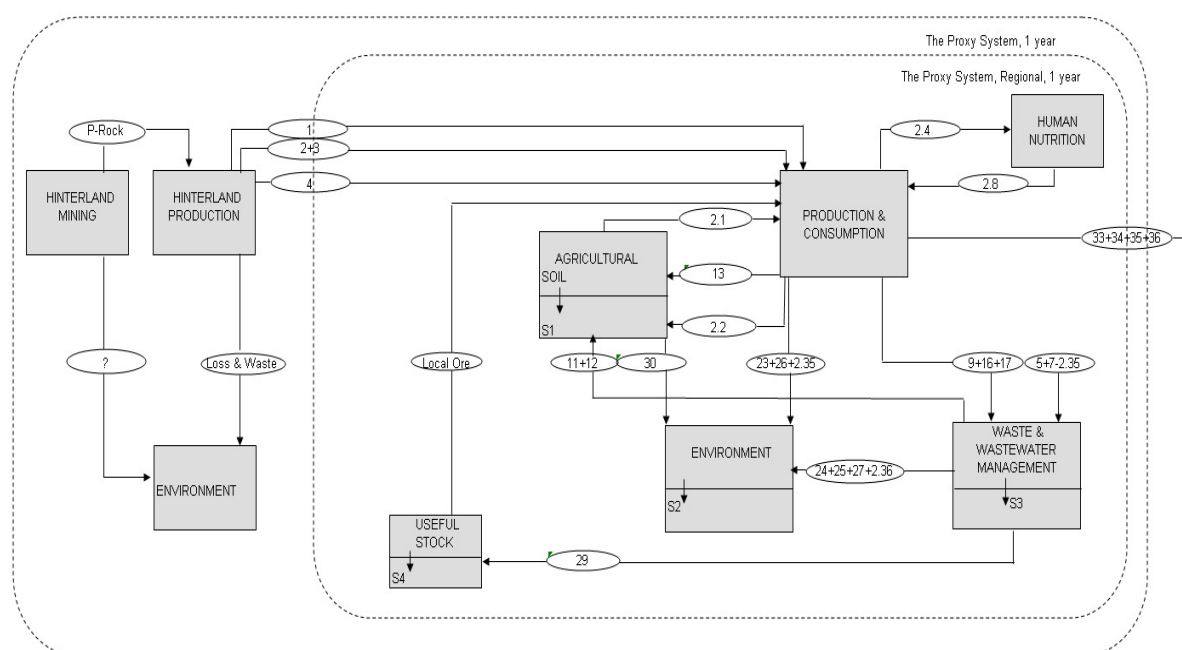 The Proxy System, 1 year
The Proxy System, Regional, 1 year
P-Rock
1
2+3
4
2.4
HUMAN
NUTRITION
2.8
HINTERLAND
MINING
HINTERLAND
PRODUCTION
PRODUCTION &
CONSUMPTION
2.1
33+34+35+36
AGRICULTURAL
SOIL
S1
13
2.2
?
Loss & Waste
Local Ore
11+12
30
23+26+2.35
9+16+17
5+7-2.35
ENVIRONMENT
ENVIRONMENT
S2
24+25+27+2.36
WASTE &
WASTEWATER
MANAGEMENT
S3
USEFUL
STOCK
S4
29